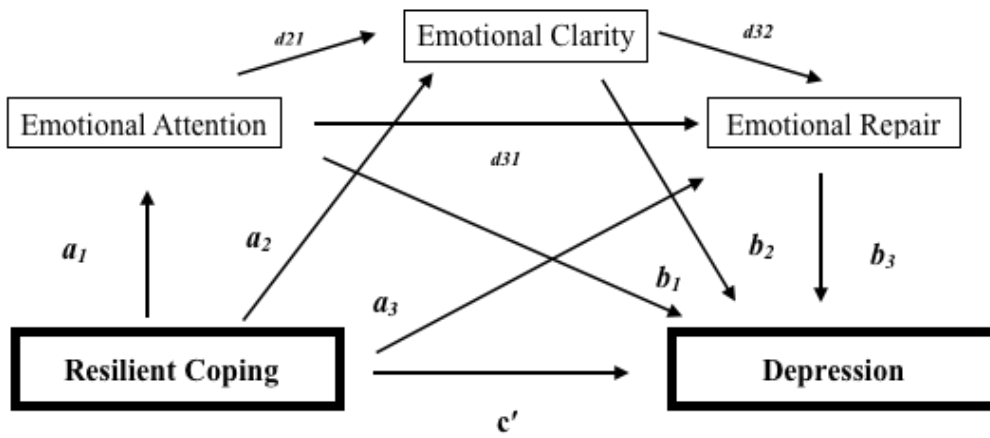 Emotional Clarity
d21
d32
Emotional Attention
Emotional Repair
d31
a1
a2
a3
b1
b2
b3
Resilient Coping
Depression
c′